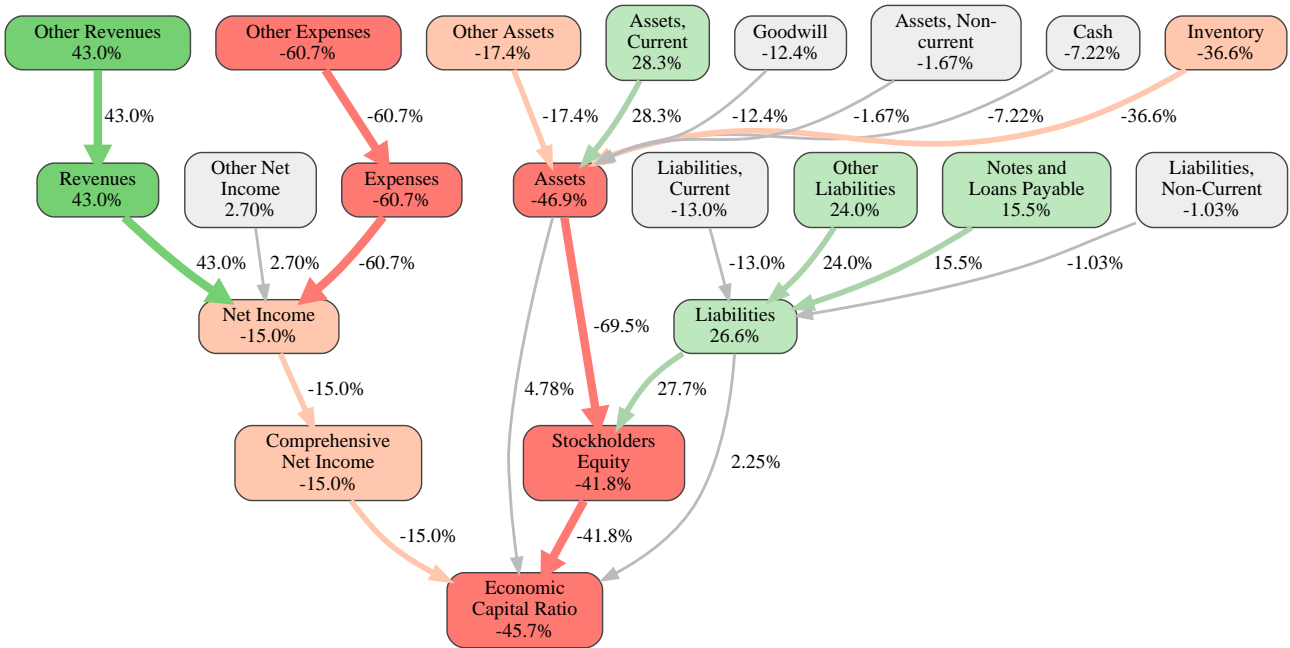 Other Revenues
43.0%
Other Expenses
-60.7%
Other Assets
-17.4%
Assets,
Current
28.3%
Goodwill
-12.4%
Assets, Non-
current
-1.67%
Cash
-7.22%
Inventory
-36.6%
43.0%
-60.7%
-17.4%
28.3%
-12.4%
-1.67%
-7.22%
-36.6%
Revenues
43.0%
Other Net
Income
2.70%
Expenses
-60.7%
Assets
-46.9%
Liabilities,
Current
-13.0%
Other
Liabilities
24.0%
Notes and
Loans Payable
15.5%
Liabilities,
Non-Current
-1.03%
43.0%
2.70%
-60.7%
-13.0%
24.0%
15.5%
-1.03%
Net Income
-15.0%
-69.5%
Liabilities
26.6%
-15.0%
4.78%
27.7%
Comprehensive
Net Income
-15.0%
Stockholders
Equity
-41.8%
2.25%
-15.0%
-41.8%
Economic
Capital Ratio
-45.7%